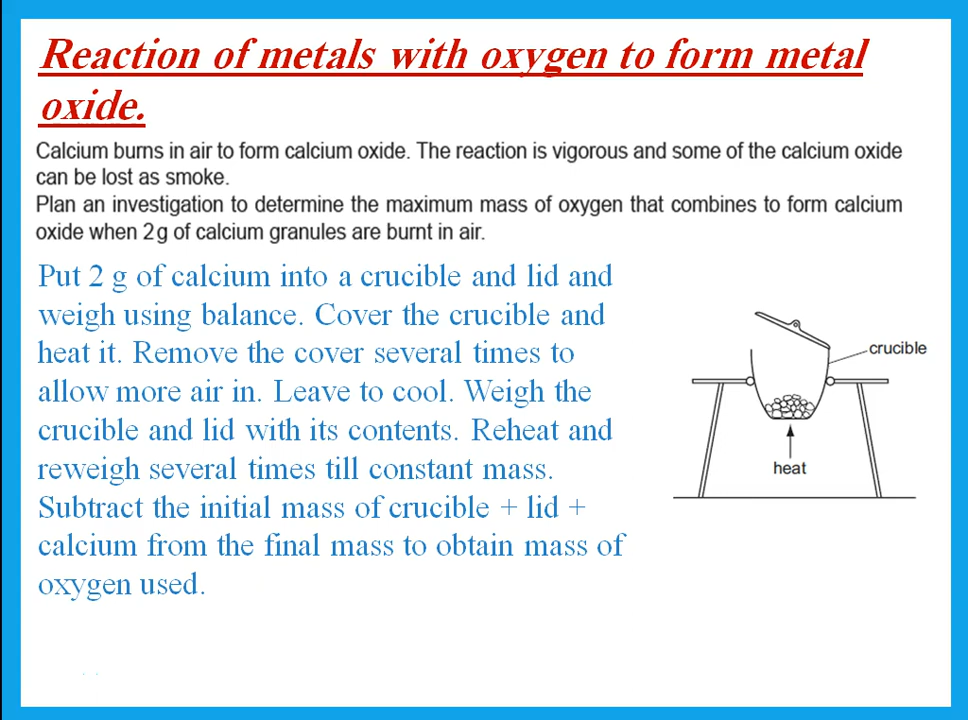 Reaction of metals with oxygen to form metal
oxide.
Calcium burns in air to form calcium oxide. The reaction is vigorous and some of the calcium oxide
can be lost as smoke.
Plan an investigation to determine the maximum mass of oxygen that combines to form calcium
oxide when 2 g of calcium granules are burnt in air.
Put 2 g of calcium into a crucible and lid and
weigh using balance. Cover the crucible and
heat it. Remove the cover several times to
allow more air in. Leave to cool. Weigh the
crucible and lid with its contents. Reheat and
reweigh several times till constant mass.
Subtract the initial mass of crucible + lid +
calcium from the final mass to obtain mass of
oxygen used.
crucible
heat